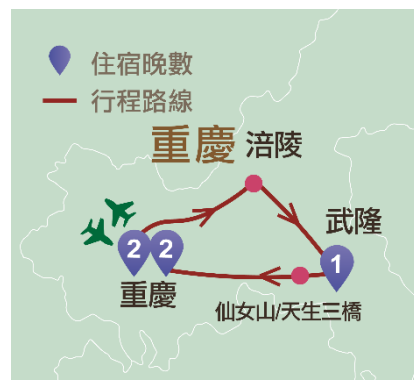 住宿晚數
行程路線
重慶 涪陵
武隆
2 2 1
重慶
仙女山/天生三橋